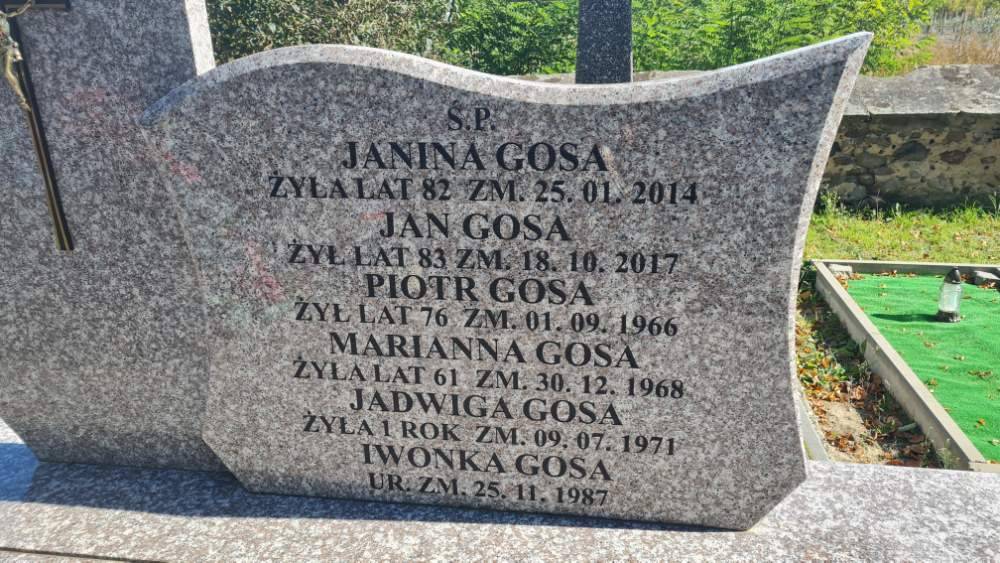 Ś.P.
JANINA GOSA
ŻYŁA LAT 82 ZM. 25. 01. 2014
JAN GOSA
ŻYŁ LAT 83 ZM. 18. 10. 2017
PIOTR GOSA
ŻYŁ LAT 76 ZM. 01. 09. 1966
MARIANNA GOSA
ŻYŁA LAT 61 ZM. 30. 12. 1968
JADWIGA GOSA
ŻYŁA 1 ROK ZM. 09. 07. 1971
IWONKA GOSA
UR. ZM. 25. 11. 1987